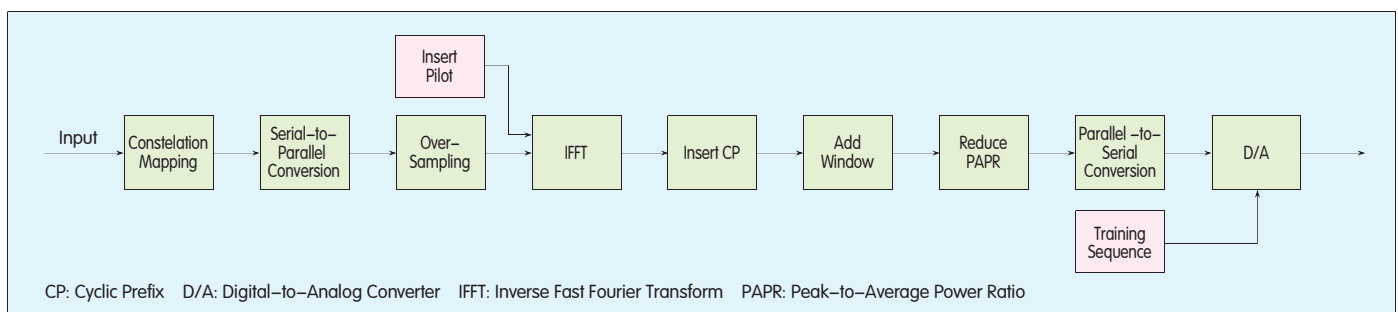 Insert
Pilot
Input
Constelation
Mapping
Serial–to–
Parallel
Conversion
Over–
Sampling
IFFT
Insert CP
Add
Window
Reduce
PAPR
Parallel –to–
Serial
Conversion
D/A
Training
Sequence
CP: Cyclic Prefix D/A: Digital–to–Analog Converter IFFT: Inverse Fast Fourier Transform PAPR: Peak–to–Average Power Ratio